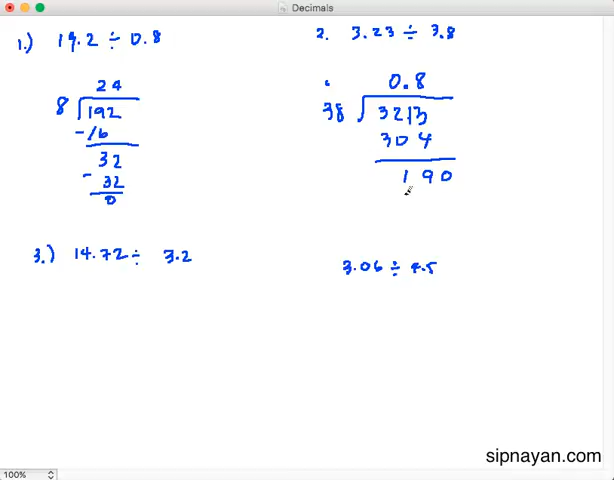 Decimals
1.) 19.2 ÷ 0.8
24
8 192
-16
32
- 32
0
2. 3.23 ÷ 3.8
0.8
38 32.3
304
190
3.) 14.72 ÷ 3.2
3.06 ÷ 4.5
sipnayan.com
100%